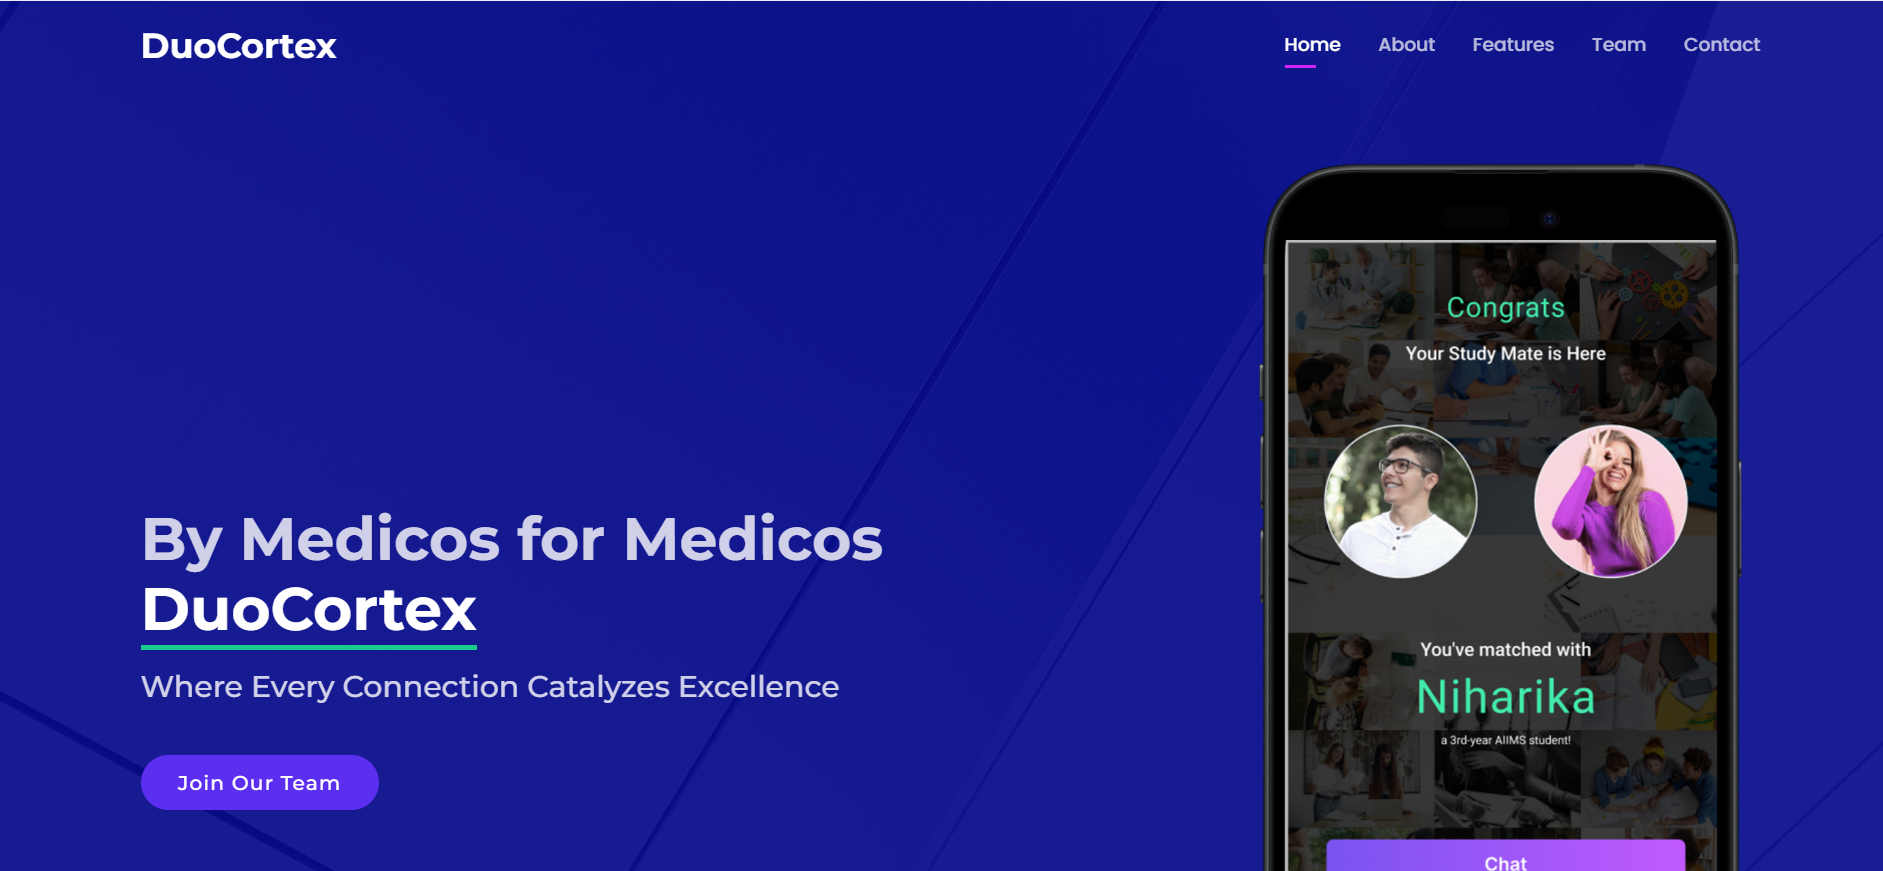 DuoCortex
Home About Features Team Contact
By Medicos for Medicos
DuoCortex
Where Every Connection Catalyzes Excellence
Join Our Team
Congrats
Your Study Mate is Here
You've matched with
Niharika
a 3rd-year AIIMS student!
Chat